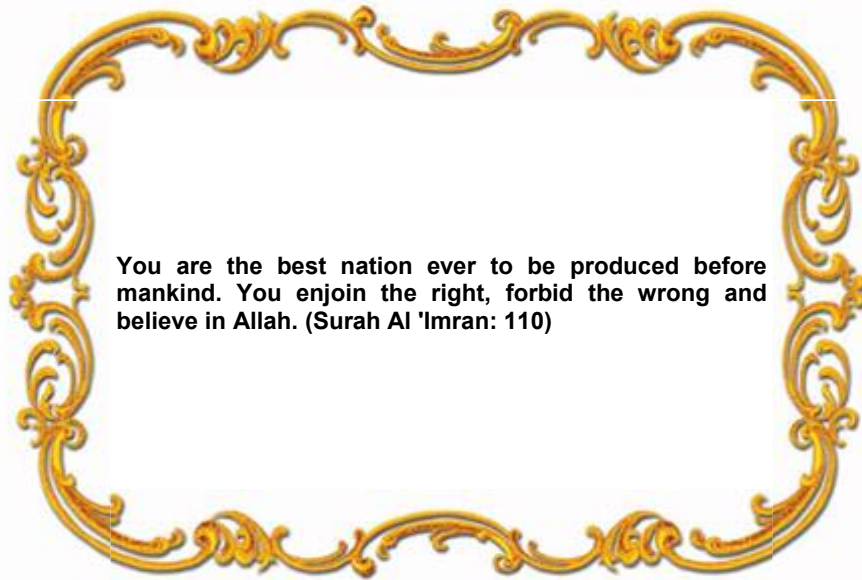 You are the best nation ever to be produced before
mankind. You enjoin the right, forbid the wrong and
believe in Allah. (Surah Al 'Imran: 110)